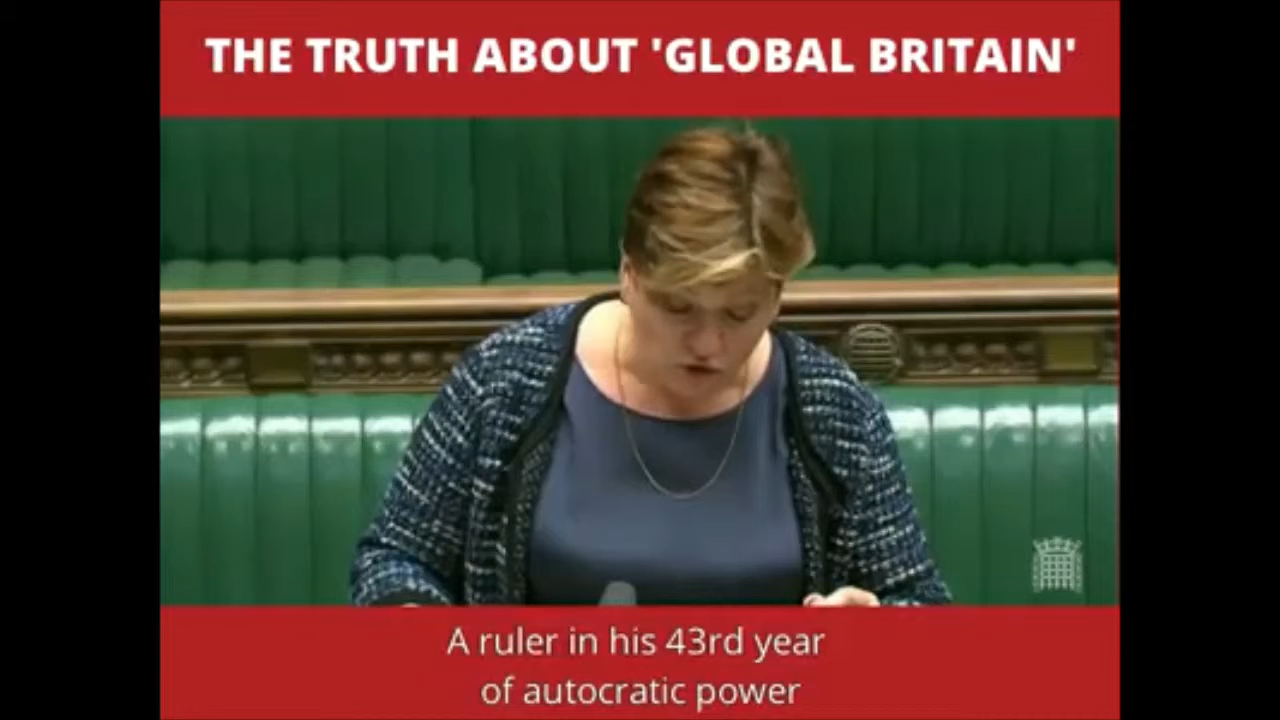 THE TRUTH ABOUT 'GLOBAL BRITAIN'
A ruler in his 43rd year
of autocratic power